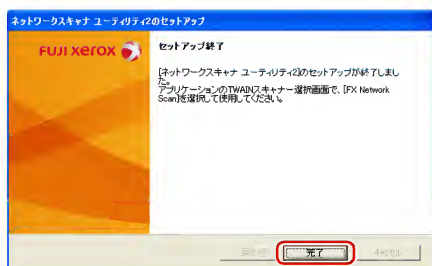 ネットワークスキャナ ユーティリティ2のセットアップ
FUJI XEROX
セットアップ終了
[ネットワークスキャナ ユーティリティ2]のセットアップが終了しまし
た。
アプリケーションのTWAINスキャナー選択画面で、[FX Network
Scan]を選択して使用してください。
完了
キャンセル